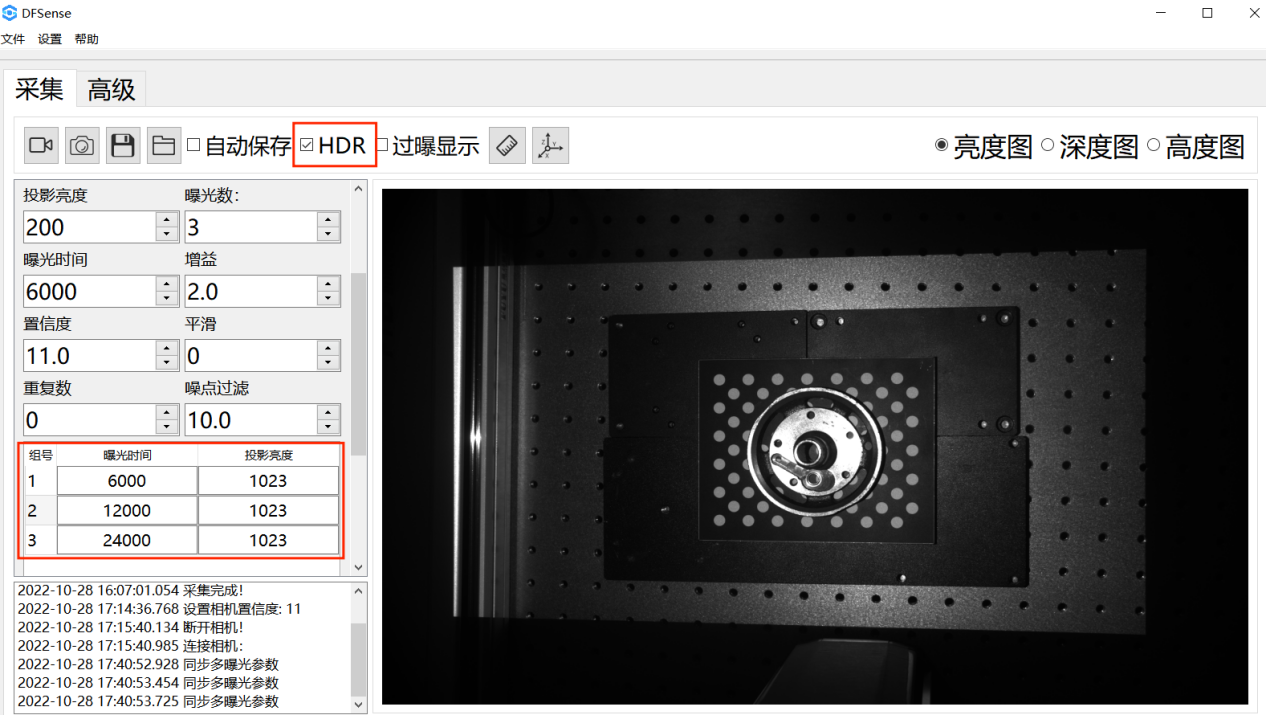 DFSense
文件 设置 帮助
采集 高级
自动保存 HDR 过曝显示 亮度图 深度图 高度图
投影亮度 曝光数:
200 3
曝光时间 增益
6000 2.0
置信度 平滑
11.0 0
重复数 噪点过滤
0 10.0
组号 曝光时间 投影亮度
1 6000 1023
2 12000 1023
3 24000 1023
2022-10-28 16:07:01.054 采集完成!
2022-10-28 17:14:36.768 设置相机置信度: 11
2022-10-28 17:15:40.134 断开相机!
2022-10-28 17:15:40.985 连接相机:
2022-10-28 17:40:52.928 同步多曝光参数
2022-10-28 17:40:53.454 同步多曝光参数
2022-10-28 17:40:53.725 同步多曝光参数